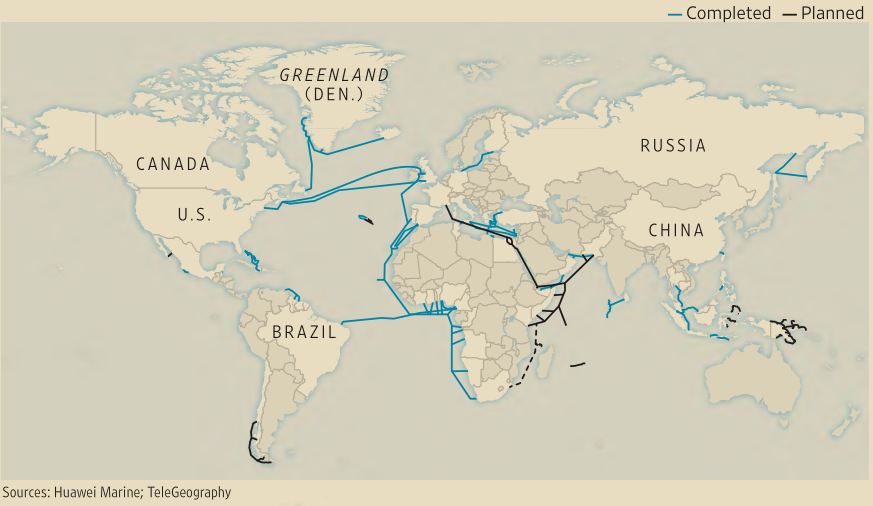 Completed
Planned
GREENLAND
(DEN.)
RUSSIA
CANADA
U.S.
CHINA
BRAZIL
Sources: Huawei Marine; TeleGeography